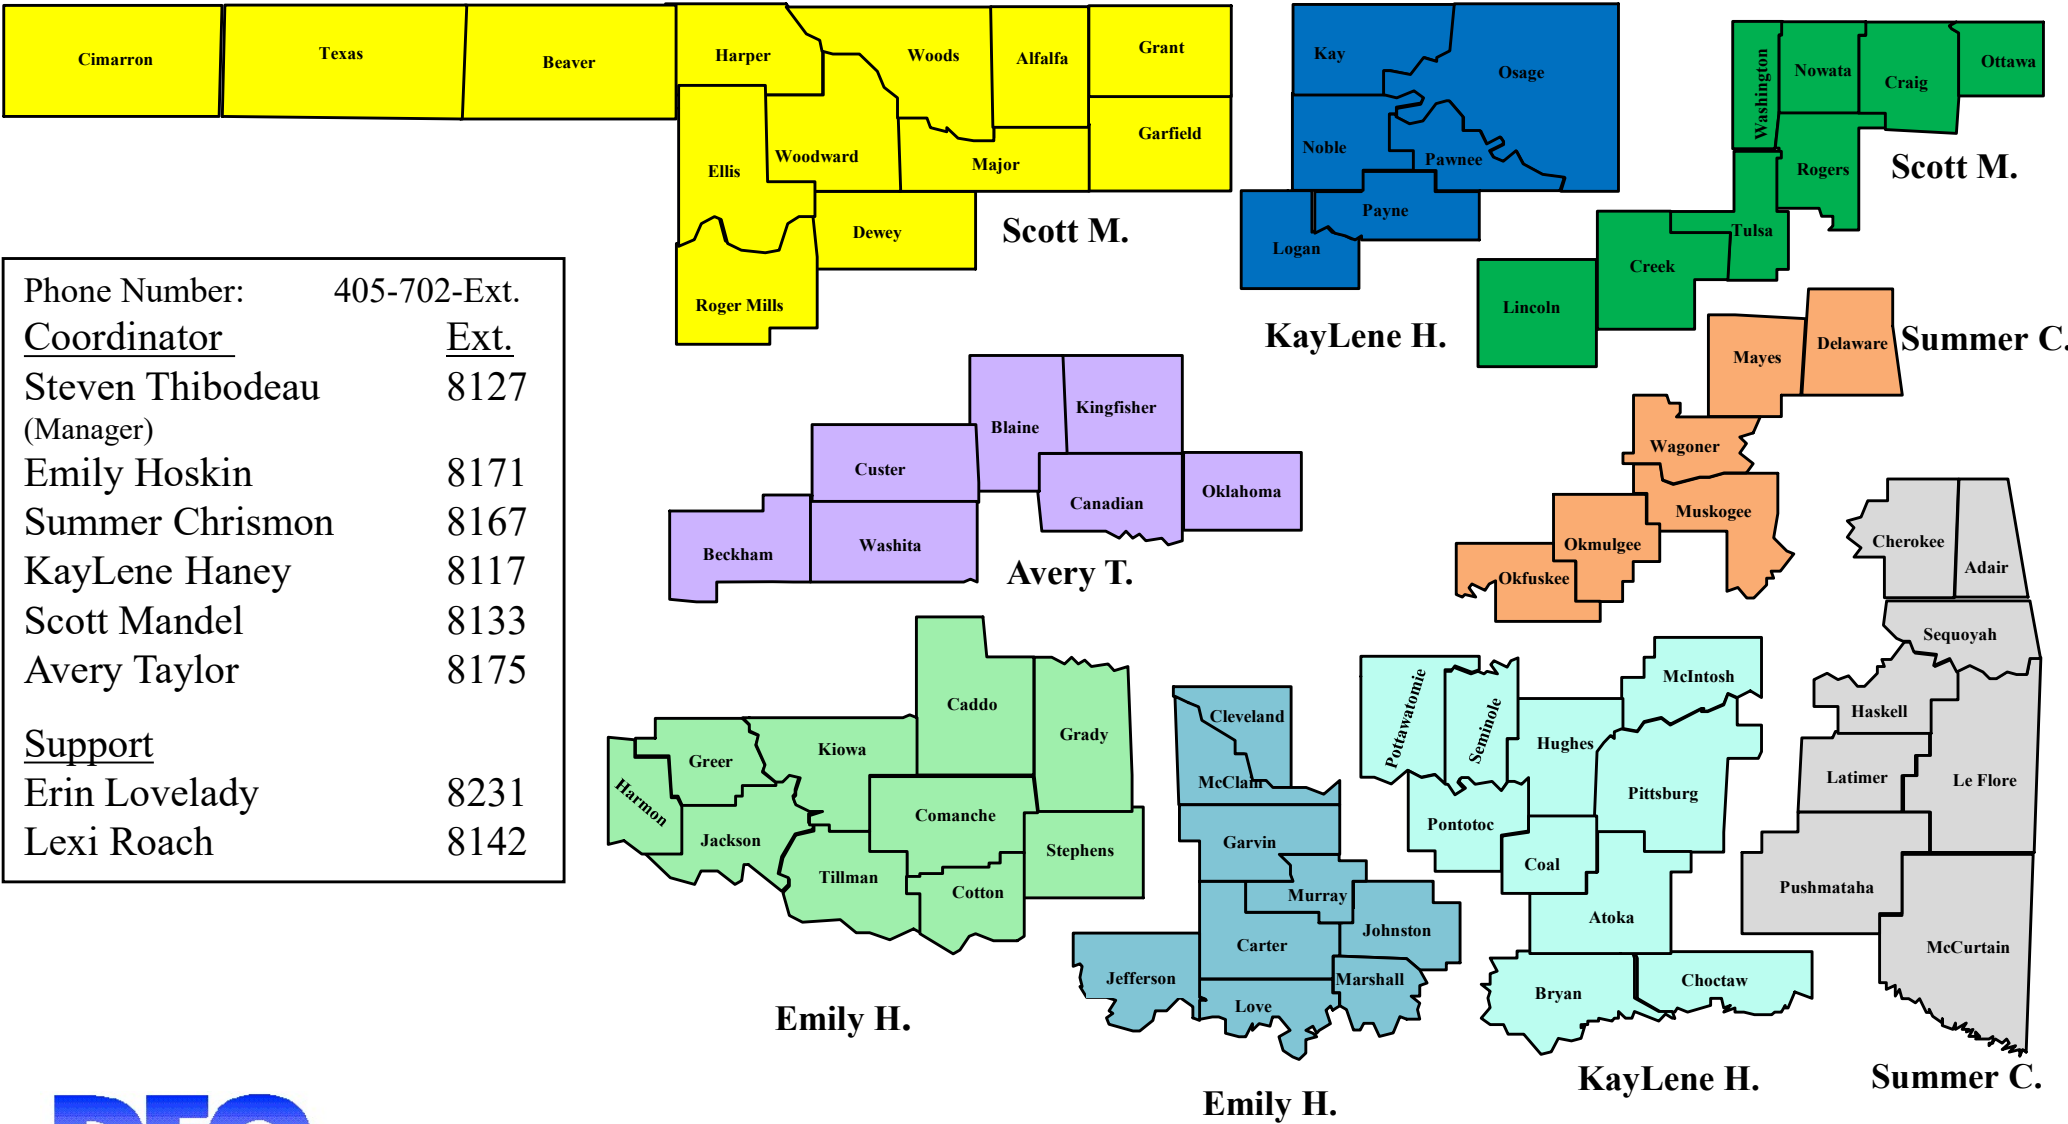 Cimarron
Texas
Beaver
Harper
Woods
Alfalfa
Grant
Garfield
Ellis
Woodward
Major
Dewey
Roger Mills
Scott M.
Kay
Osage
Noble
Pawnee
Payne
Logan
KayLene H.
Washington
Nowata
Craig
Ottawa
Rogers
Tulsa
Creek
Lincoln
Scott M.
Phone Number: 405-702-Ext.
Coordinator Ext.
Steven Thibodeau 8127
(Manager)
Emily Hoskin 8171
Summer Chrismon 8167
KayLene Haney 8117
Scott Mandel 8133
Avery Taylor 8175
Support
Erin Lovelady 8231
Lexi Roach 8142
Blaine
Kingfisher
Custer
Canadian
Oklahoma
Beckham
Washita
Avery T.
Mayes
Delaware
Summer C.
Wagoner
Muskogee
Okmulgee
Okfuskee
Cherokee
Adair
Sequoyah
Haskell
Latimer
Le Flore
Pushmataha
McCurtain
Summer C.
Caddo
Grady
Kiowa
Greer
Harmon
Jackson
Comanche
Tillman
Cotton
Stephens
Emily H.
Cleveland
McClain
Garvin
Murray
Carter
Johnston
Jefferson
Love
Marshall
Emily H.
Pottawatomie
Seminole
McIntosh
Hughes
Pittsburg
Pontotoc
Coal
Atoka
Bryan
Choctaw
KayLene H.